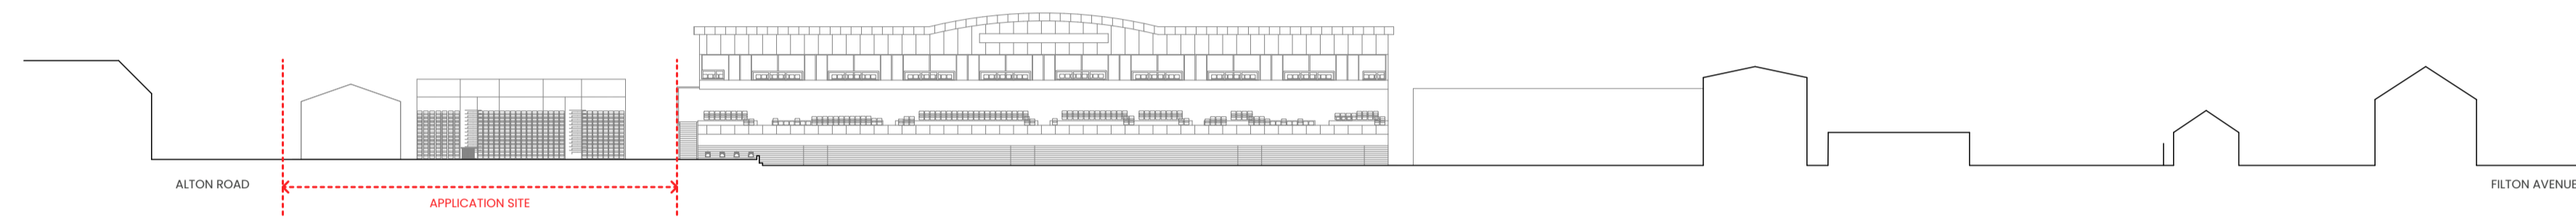 ALTON ROAD
APPLICATION SITE
FILTON AVENUE